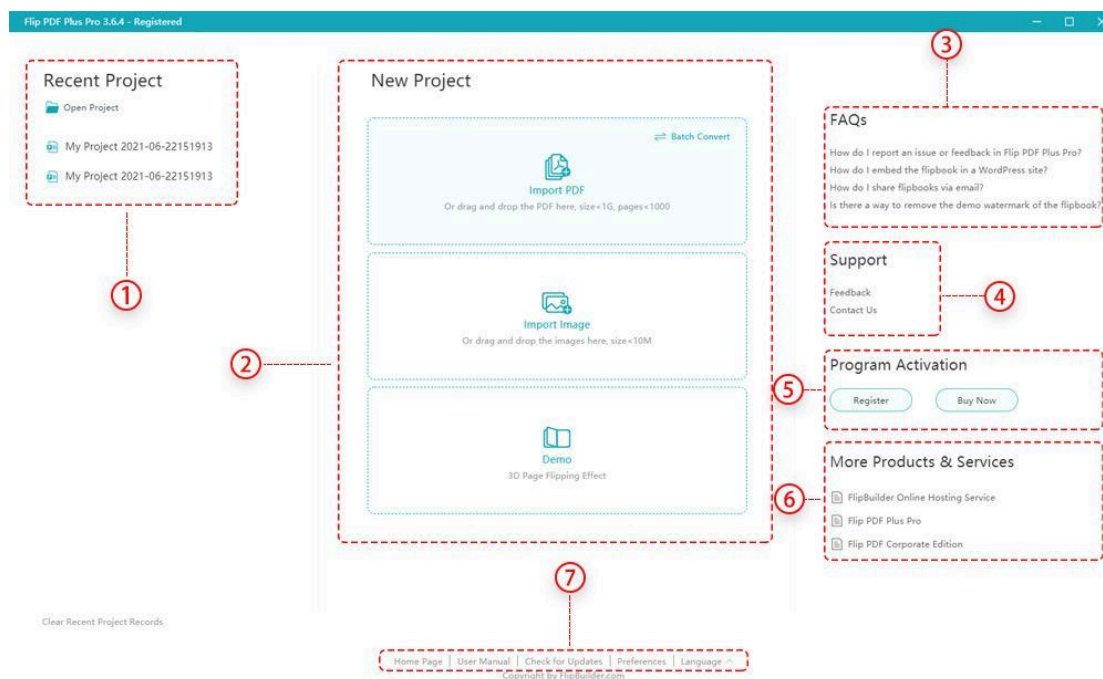 Flip PDF Plus Pro 3.6.4 - Registered
Recent Project
Open Project
My Project 2021-06-22151913
My Project 2021-06-22151913
1
Clear Recent Project Records
2
New Project
Batch Convert
Import PDF
Or drag and drop the PDF here, size<1G, pages<1000
Import Image
Or drag and drop the images here, size<10M
Demo
3D Page Flipping Effect
3
FAQs
How do I report an issue or feedback in Flip PDF Plus Pro?
How do I embed the flipbook in a WordPress site?
How do I share flipbooks via email?
Is there a way to remove the demo watermark of the flipbook?
Support
Feedback
Contact Us
4
5
Program Activation
Register
Buy Now
6
More Products & Services
FlipBuilder Online Hosting Service
Flip PDF Plus Pro
Flip PDF Corporate Edition
7
Home Page | User Manual | Check for Updates | Preferences | Language
Copyright by FlipBuilder.com